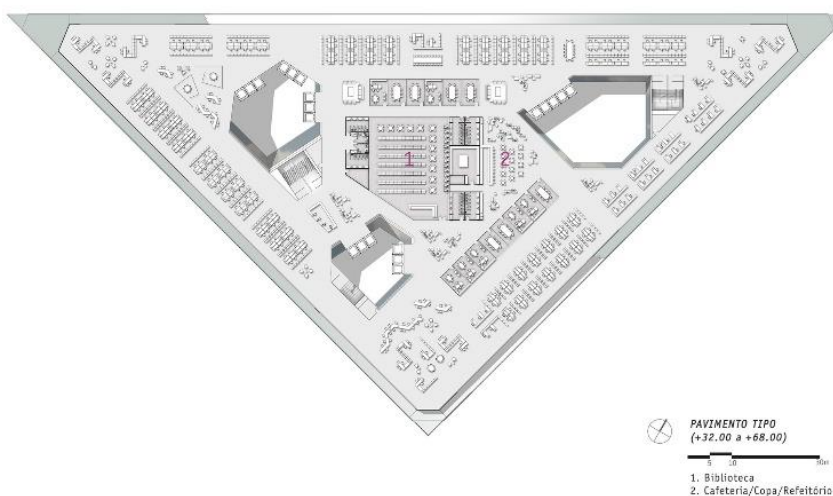 1
2
PAVIMENTO TIPO
(+32.00 a +68.00)
5 10
1. Biblioteca
2. Cafeteria/Copa/Refeitório